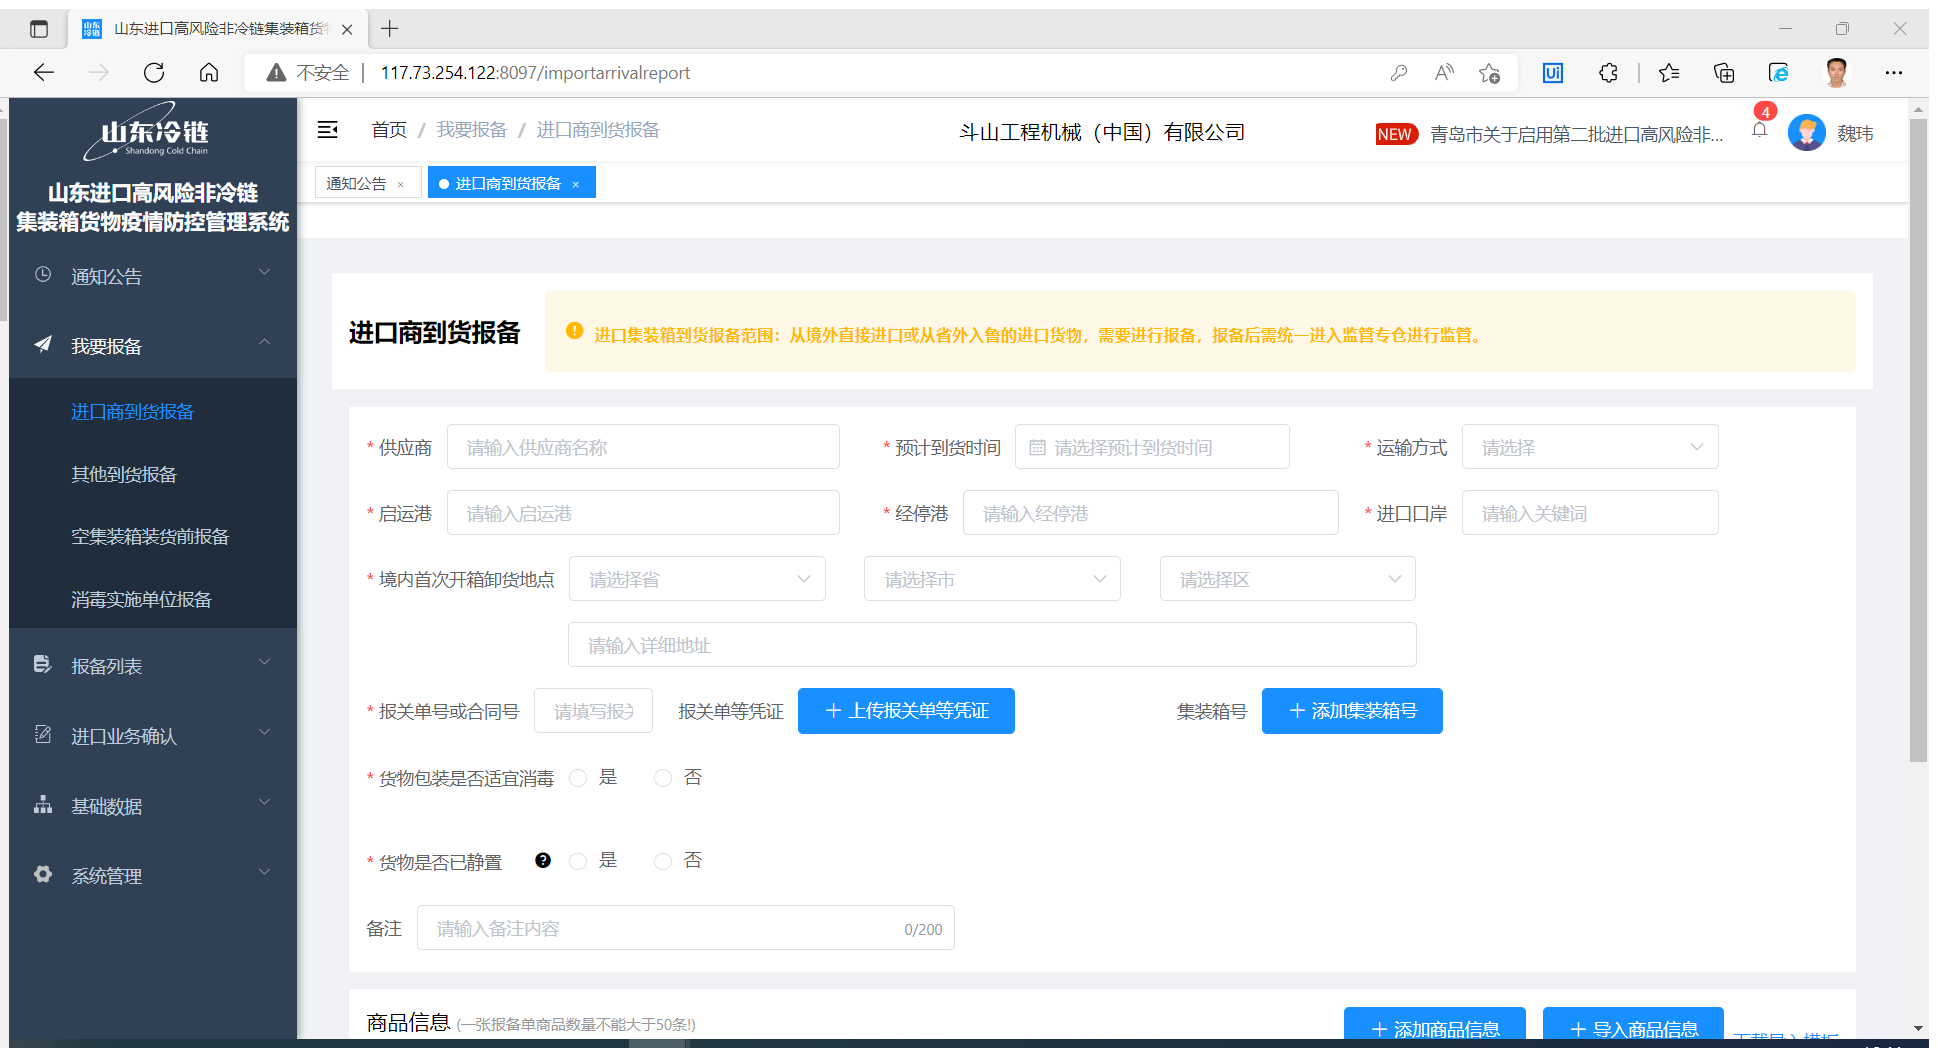 山东进口高风险非冷链集装箱货
不安全 | 117.73.254.122:8097/importarrivalreport
山东冷链
Shandong Cold Chain
山东进口高风险非冷链
集装箱货物疫情防控管理系统
通知公告
我要报备
进口商到货报备
其他到货报备
空集装箱装货前报备
消毒实施单位报备
报备列表
进口业务确认
基础数据
系统管理
首页 / 我要报备 / 进口商到货报备
斗山工程机械（中国）有限公司
NEW 青岛市关于启用第二批进口高风险非...
4
魏玮
通知公告 ×
进口商到货报备 ×
进口商到货报备
进口集装箱到货报备范围：从境外直接进口或从省外入鲁的进口货物，需要进行报备，报备后需统一进入监管专仓进行监管。
* 供应商 请输入供应商名称 * 预计到货时间 请选择预计到货时间 * 运输方式 请选择
* 启运港 请输入启运港 * 经停港 请输入经停港 * 进口口岸 请输入关键词
* 境内首次开箱卸货地点 请选择省 请选择市 请选择区
请输入详细地址
* 报关单号或合同号 请填写报关 报关单等凭证 + 上传报关单等凭证 集装箱号 + 添加集装箱号
* 货物包装是否适宜消毒 是 否
* 货物是否已静置 ? 是 否
备注 请输入备注内容 0/200
商品信息 (一张报备单商品数量不能大于50条!) + 添加商品信息 + 导入商品信息 下载导入模板